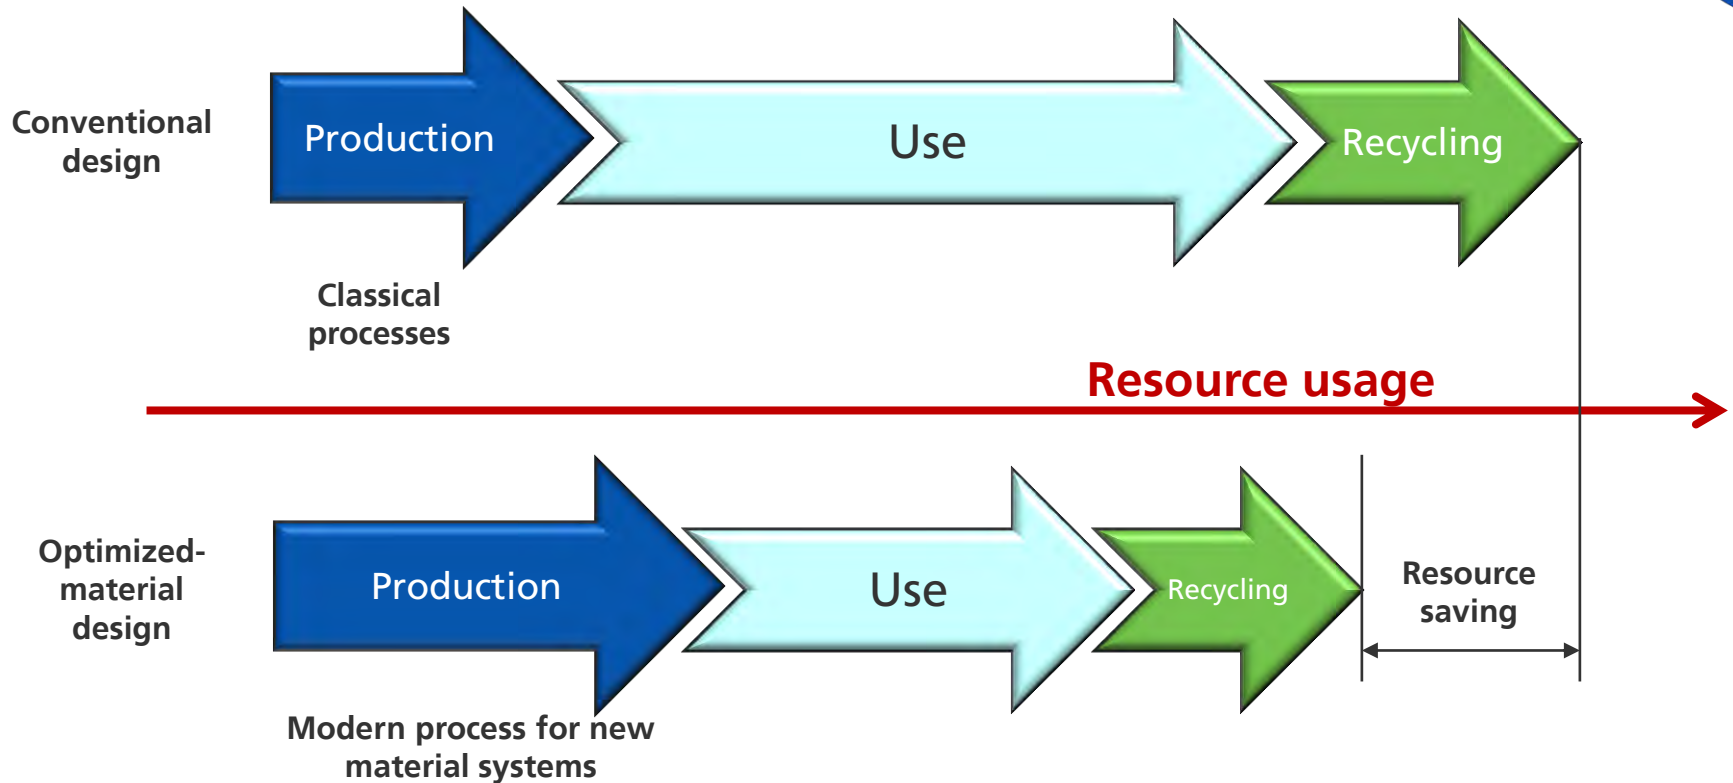 Conventional
design
Production
Use
Recycling
Classical
processes
Resource usage
Optimized-
material
design
Production
Use
Recycling
Resource
saving
Modern process for new
material systems